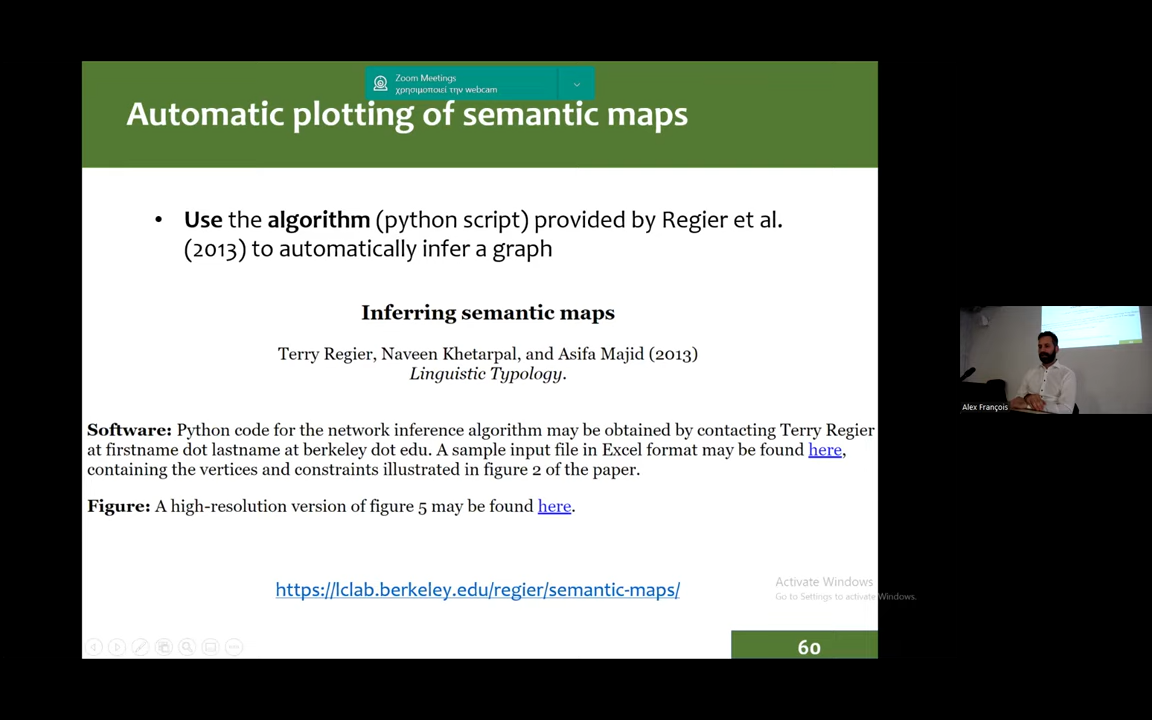 Zoom Meetings
χρησιμοποιεί την webcam
Automatic plotting of semantic maps
• Use the algorithm (python script) provided by Regier et al.
(2013) to automatically infer a graph
Inferring semantic maps
Terry Regier, Naveen Khetarpal, and Asifa Majid (2013)
Linguistic Typology.
Software: Python code for the network inference algorithm may be obtained by contacting Terry Regier
at firstname dot lastname at berkeley dot edu. A sample input file in Excel format may be found here,
containing the vertices and constraints illustrated in figure 2 of the paper.
Figure: A high-resolution version of figure 5 may be found here.
https://lclab.berkeley.edu/regier/semantic-maps/
Activate Windows
Go to Settings to activate Windows.
60
Alex François